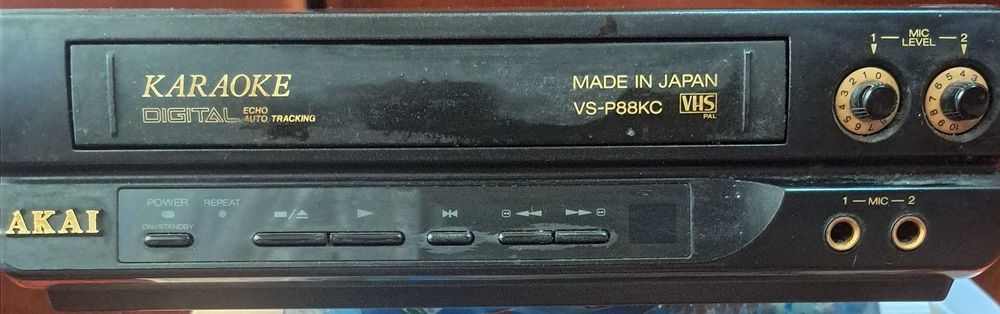 1 MIC LEVEL 2
KARAOKE
DIGITAL ECHO AUTO TRACKING
MADE IN JAPAN
VS-P88KC VHS PAL
POWER REPEAT
ON/STANDBY
AKAI
1 MIC 2